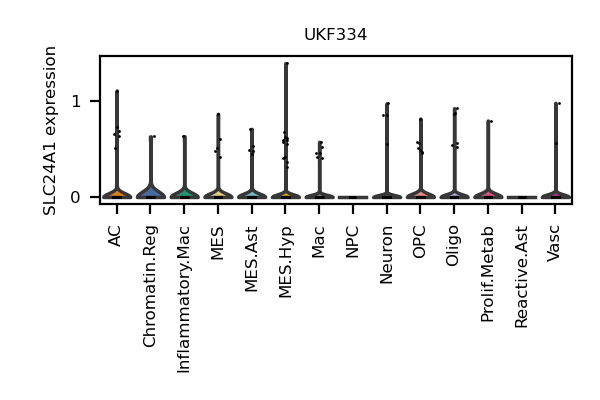 UKF334
SLC24A1 expression
1
0
AC
Chromatin.Reg
Inflammatory.Mac
MES
MES.Ast
MES.Hyp
Mac
NPC
Neuron
OPC
Oligo
Prolif.Metab
Reactive.Ast
Vasc